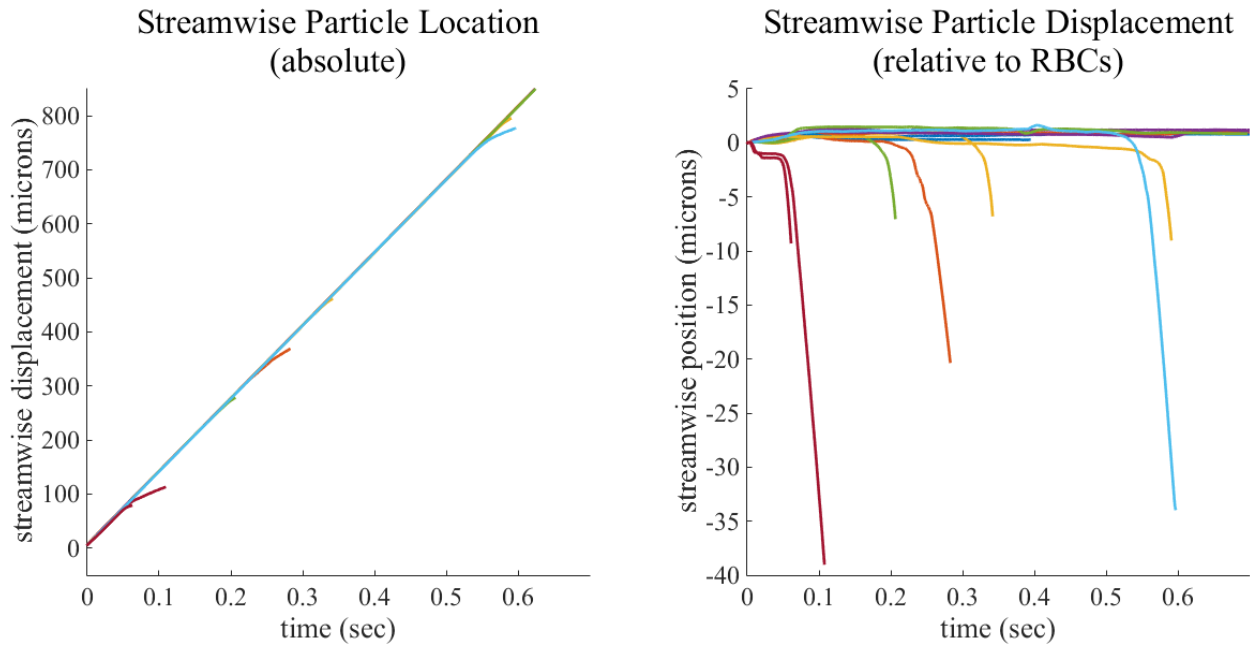 Streamwise Particle Location
(absolute)
streamwise displacement (microns)
800
700
600
500
400
300
200
100
0
0 0.1 0.2 0.3 0.4 0.5 0.6
time (sec)
Streamwise Particle Displacement
(relative to RBCs)
streamwise position (microns)
5
0
-5
-10
-15
-20
-25
-30
-35
-40
0 0.1 0.2 0.3 0.4 0.5 0.6
time (sec)